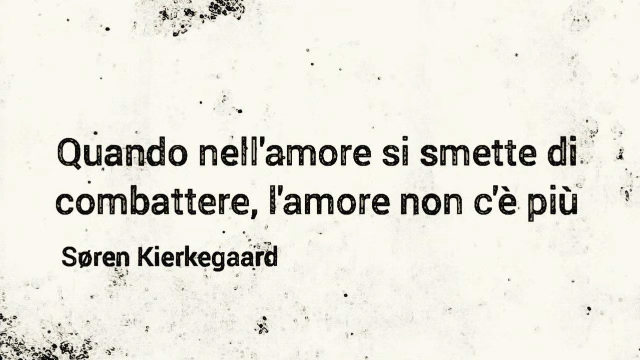 Quando nell'amore si smette di
combattere, l'amore non c'è più
Søren Kierkegaard